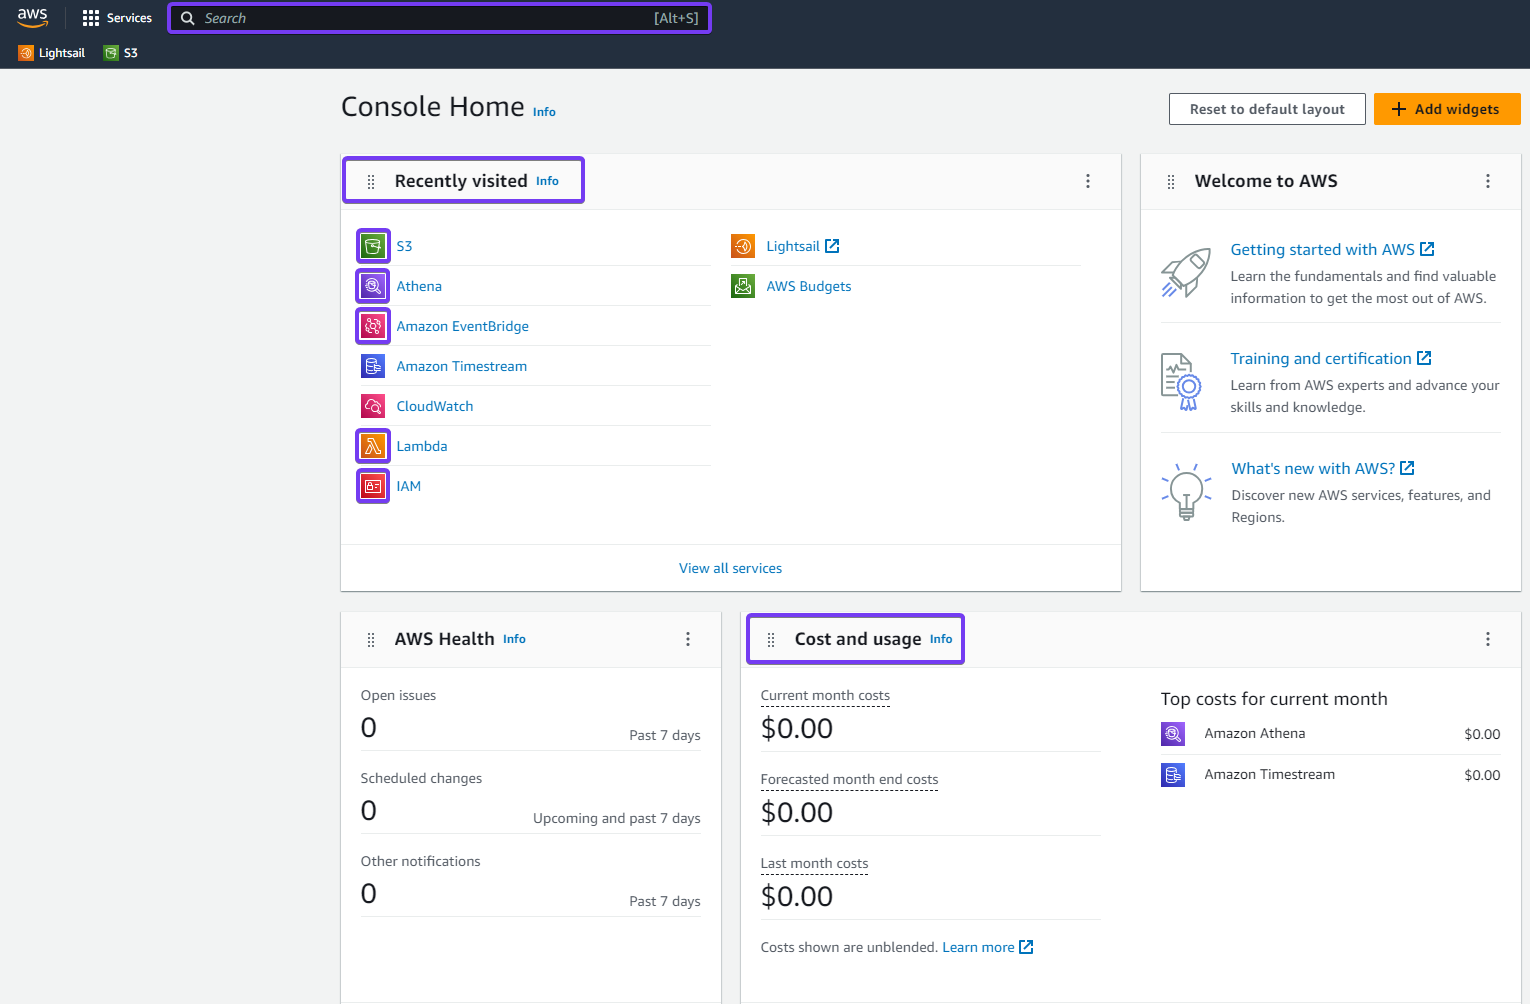 aws
Services
Search [Alt+S]
Lightsail
S3
Console Home Info
Reset to default layout
Add widgets
Recently visited Info
S3
Athena
Amazon EventBridge
Amazon Timestream
CloudWatch
Lambda
IAM
Lightsail
AWS Budgets
View all services
Welcome to AWS
Getting started with AWS
Learn the fundamentals and find valuable
information to get the most out of AWS.
Training and certification
Learn from AWS experts and advance your
skills and knowledge.
What's new with AWS?
Discover new AWS services, features, and
Regions.
AWS Health Info
Open issues
0
Past 7 days
Scheduled changes
0
Upcoming and past 7 days
Other notifications
0
Past 7 days
Cost and usage Info
Current month costs
$0.00
Forecasted month end costs
$0.00
Last month costs
$0.00
Costs shown are unblended. Learn more
Top costs for current month
Amazon Athena $0.00
Amazon Timestream $0.00